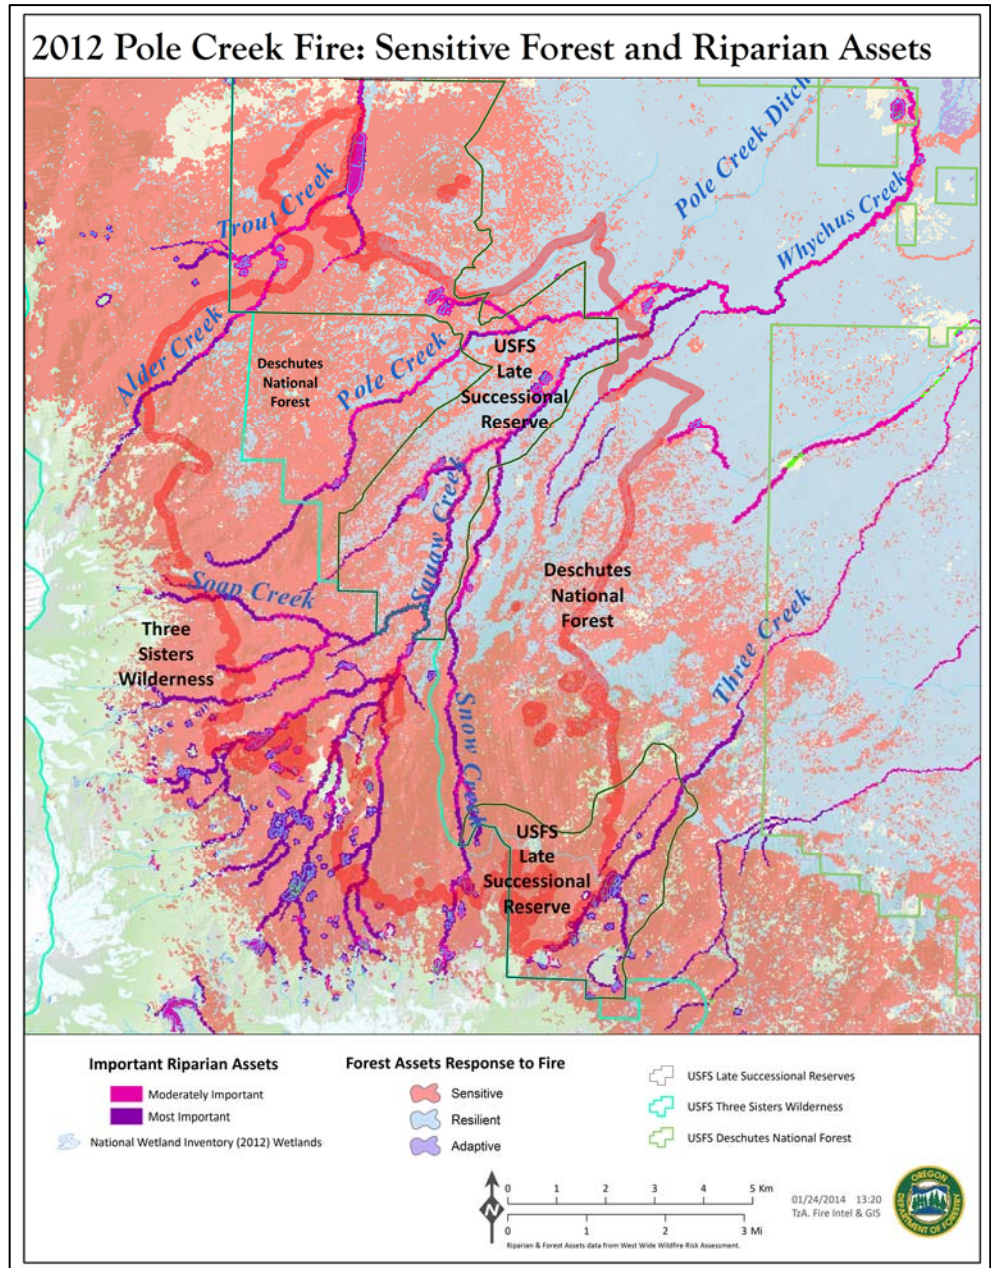 2012 Pole Creek Fire: Sensitive Forest and Riparian Assets
Pole Creek Ditch
Trout Creek
Whychus Creek
Alder Creek
Deschutes
National
Forest
Pole Creek
USFS
Late
Successional
Reserve
Squaw Creek
Soap Creek
Deschutes
National
Forest
Three
Sisters
Wilderness
Three Creek
Snow Creek
USFS
Late
Successional
Reserve
Important Riparian Assets
Moderately Important
Most Important
National Wetland Inventory (2012) Wetlands
Forest Assets Response to Fire
Sensitive
Resilient
Adaptive
USFS Late Successional Reserves
USFS Three Sisters Wilderness
USFS Deschutes National Forest
N
0 1 2 3 4 5 Km
0 1 2 3 Mi
Riparian & Forest Assets data from West Wide Wildfire Risk Assessment.
01/24/2014 13:20
TzA. Fire Intel & GIS
OREGON
DEPARTMENT OF FORESTRY